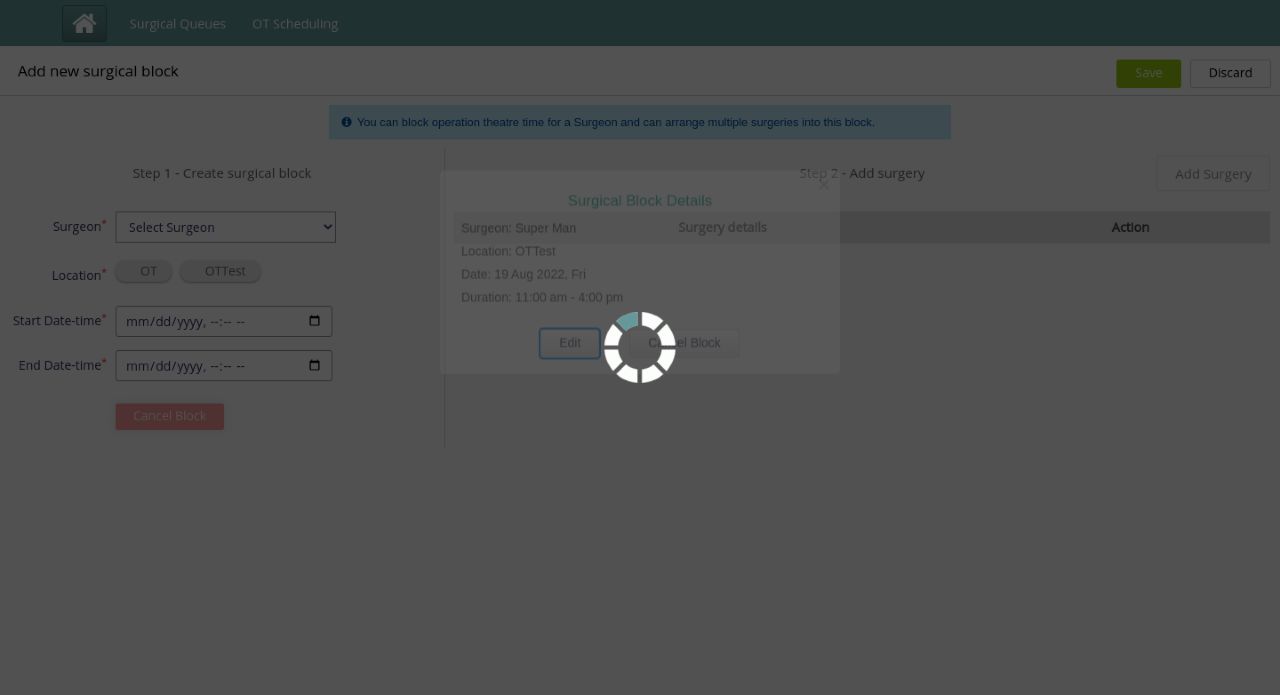 Surgical Queues OT Scheduling
Add new surgical block
Save Discard
You can block operation theatre time for a Surgeon and can arrange multiple surgeries into this block.
Step 1 - Create surgical block
Surgeon* Select Surgeon
Location* OT OTTest
Start Date-time* mm/dd/yyyy, --:-- --
End Date-time* mm/dd/yyyy, --:-- --
Cancel Block
Step 2 - Add surgery
Add Surgery
Surgery details Action
×
Surgical Block Details
Surgeon: Super Man
Location: OTTest
Date: 19 Aug 2022, Fri
Duration: 11:00 am - 4:00 pm
Edit Cancel Block